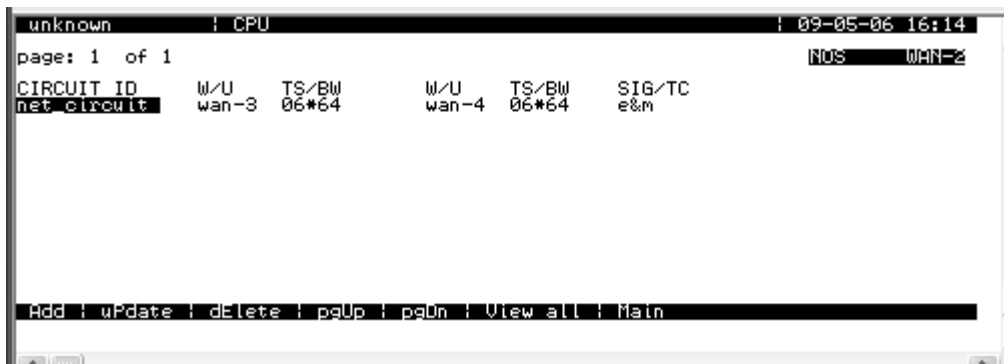 unknown | CPU | 09-05-06 16:14
page: 1 of 1 NOS WAN-2
CIRCUIT ID W/U TS/BW W/U TS/BW SIG/TC
net_circuit wan-3 06*64 wan-4 06*64 e&m
Add | uPdate | dElete | pgUp | pgDn | View all | Main